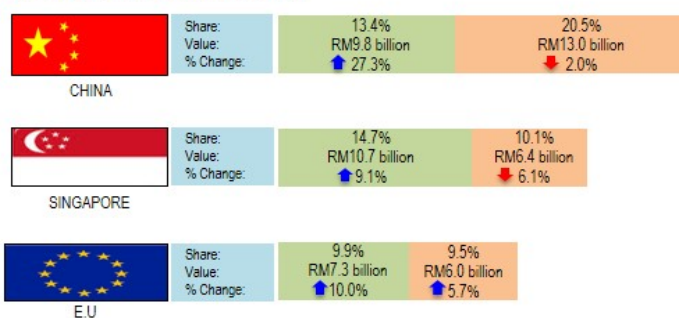 Share: 13.4% 20.5%
Value: RM9.8 billion RM13.0 billion
% Change: 27.3% 2.0%
CHINA
Share: 14.7% 10.1%
Value: RM10.7 billion RM6.4 billion
% Change: 9.1% 6.1%
SINGAPORE
Share: 9.9% 9.5%
Value: RM7.3 billion RM6.0 billion
% Change: 10.0% 5.7%
E.U